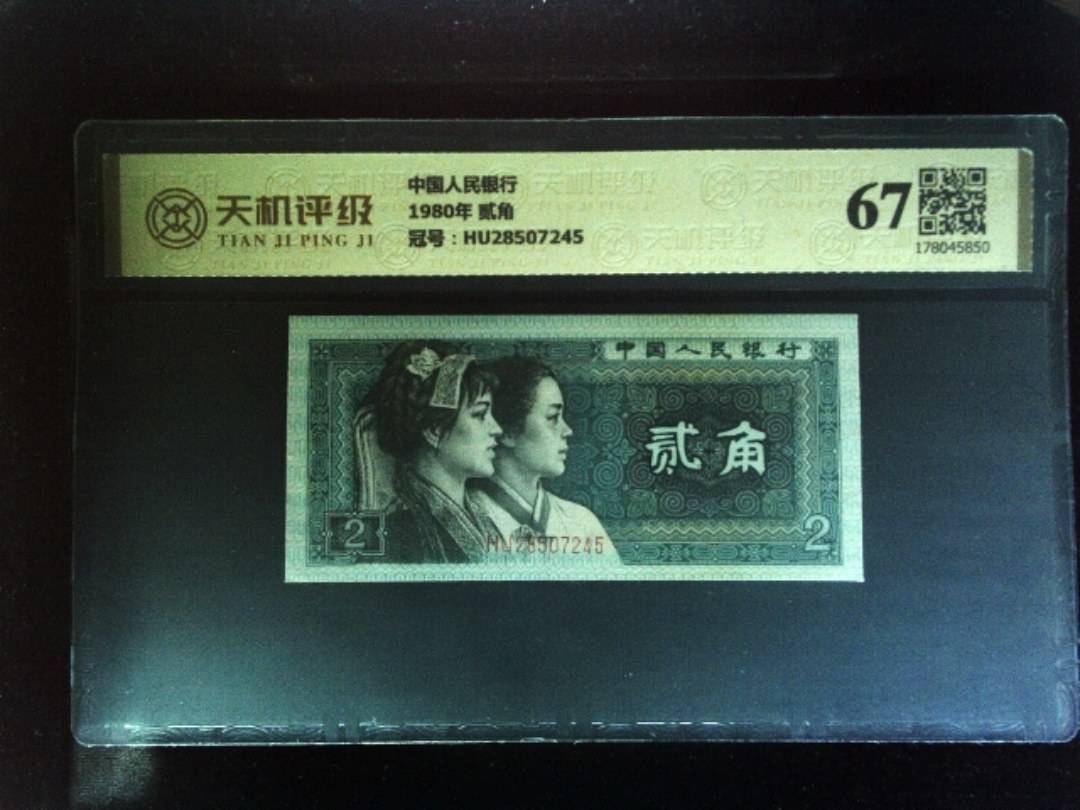 天机评级
TIAN JI PING JI
中国人民银行
1980年 贰角
冠号：HU28507245
67
178045850
中国人民银行
贰角
2
2
HU28507245